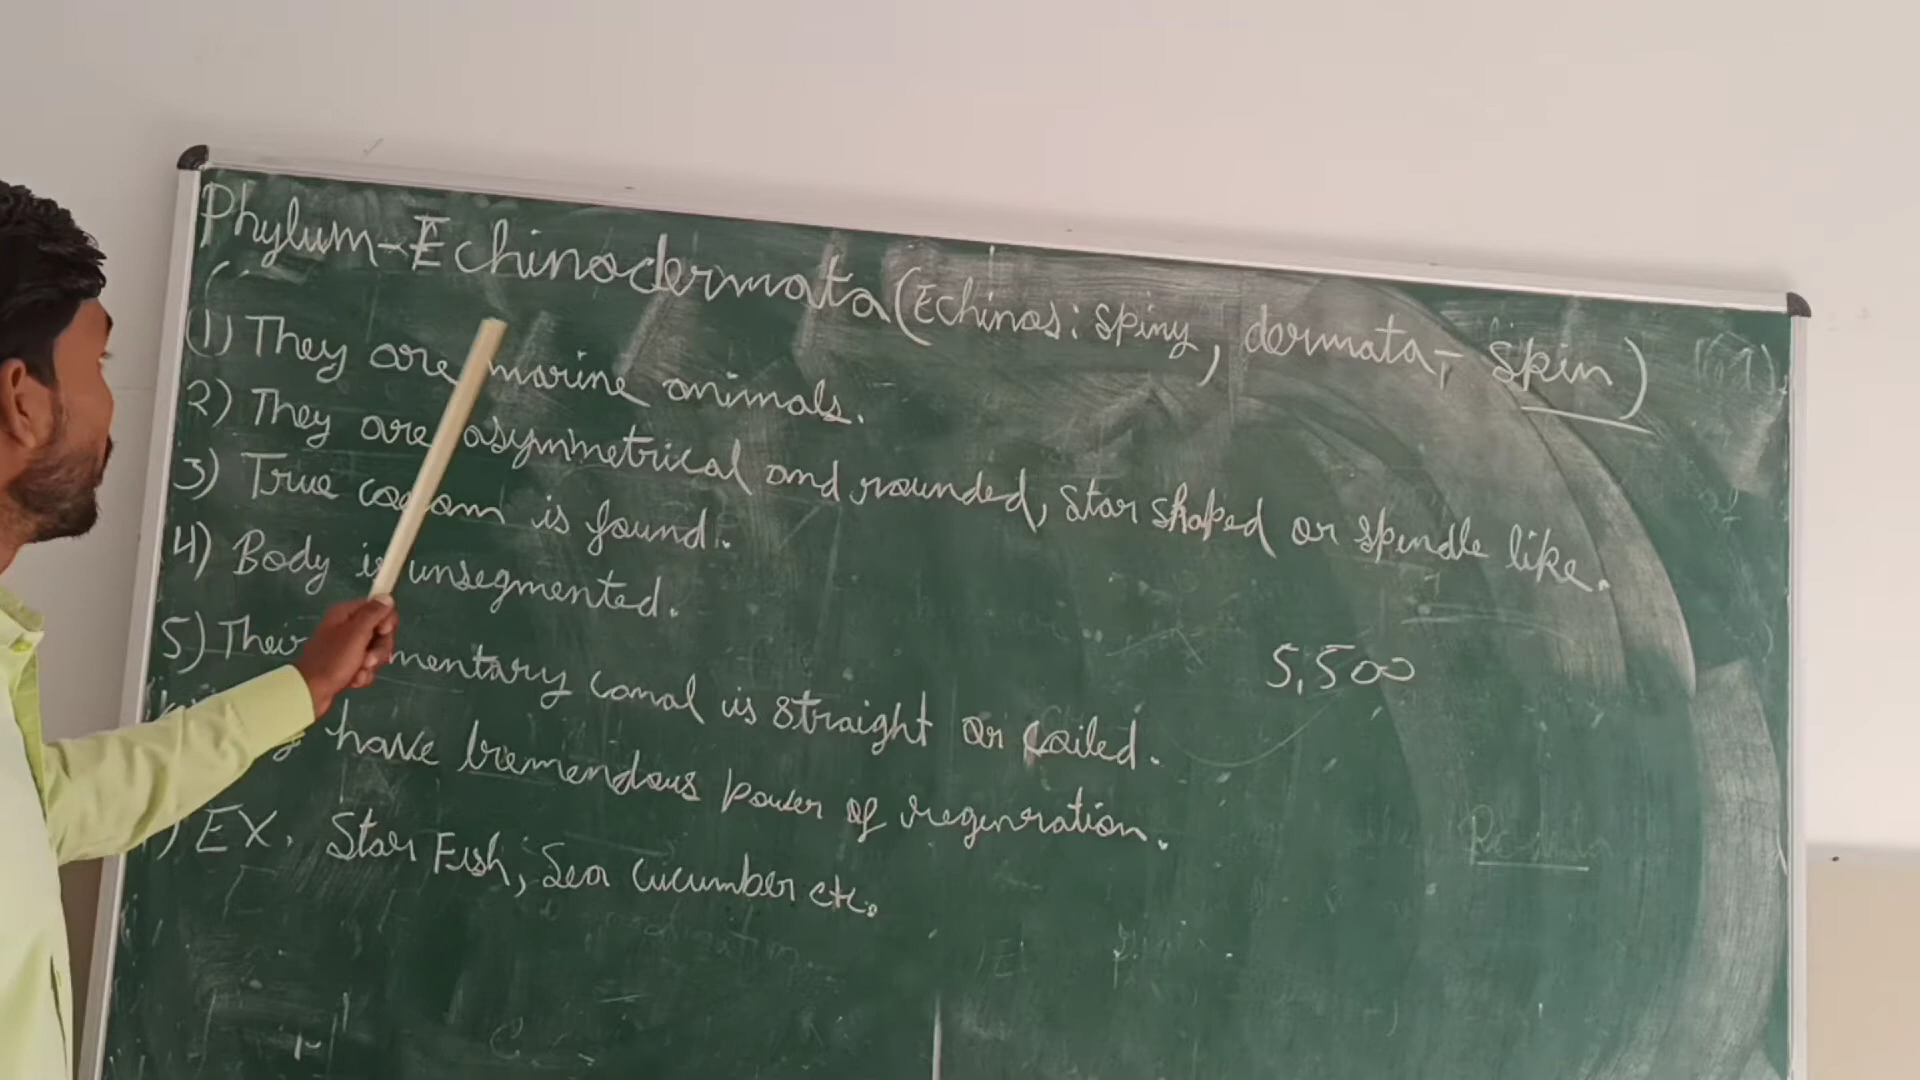 Phylum - Echinodermata (Echinos: spiny, dermata - skin)
(1) They are marine animals.
2) They are asymmetrical and rounded, star shaped or spindle like.
3) True is found.
4) Body is unsegmented.
5) Their canal is straight or coiled.
have tremendous power of regeneration.
) EX. Star Fish, Sea Cucumber etc.
5,500